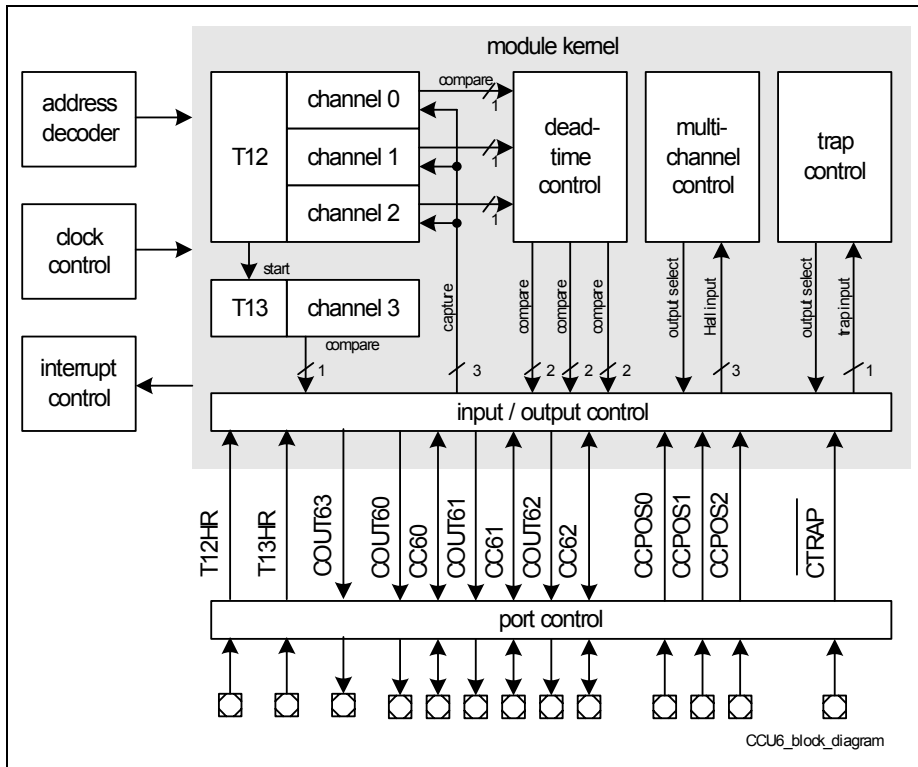 module kernel
address
decoder
clock
control
interrupt
control
T12
channel 0
channel 1
channel 2
compare
1
1
1
dead-
time
control
multi-
channel
control
trap
control
start
T13
channel 3
compare
1
capture
3
compare
2
compare
2
compare
2
output select
Hall input
3
output select
trap input
1
input / output control
T12HR
T13HR
COUT63
COUT60
CC60
COUT61
CC61
COUT62
CC62
CCPOS0
CCPOS1
CCPOS2
CTRAP
port control
CCU6_block_diagram